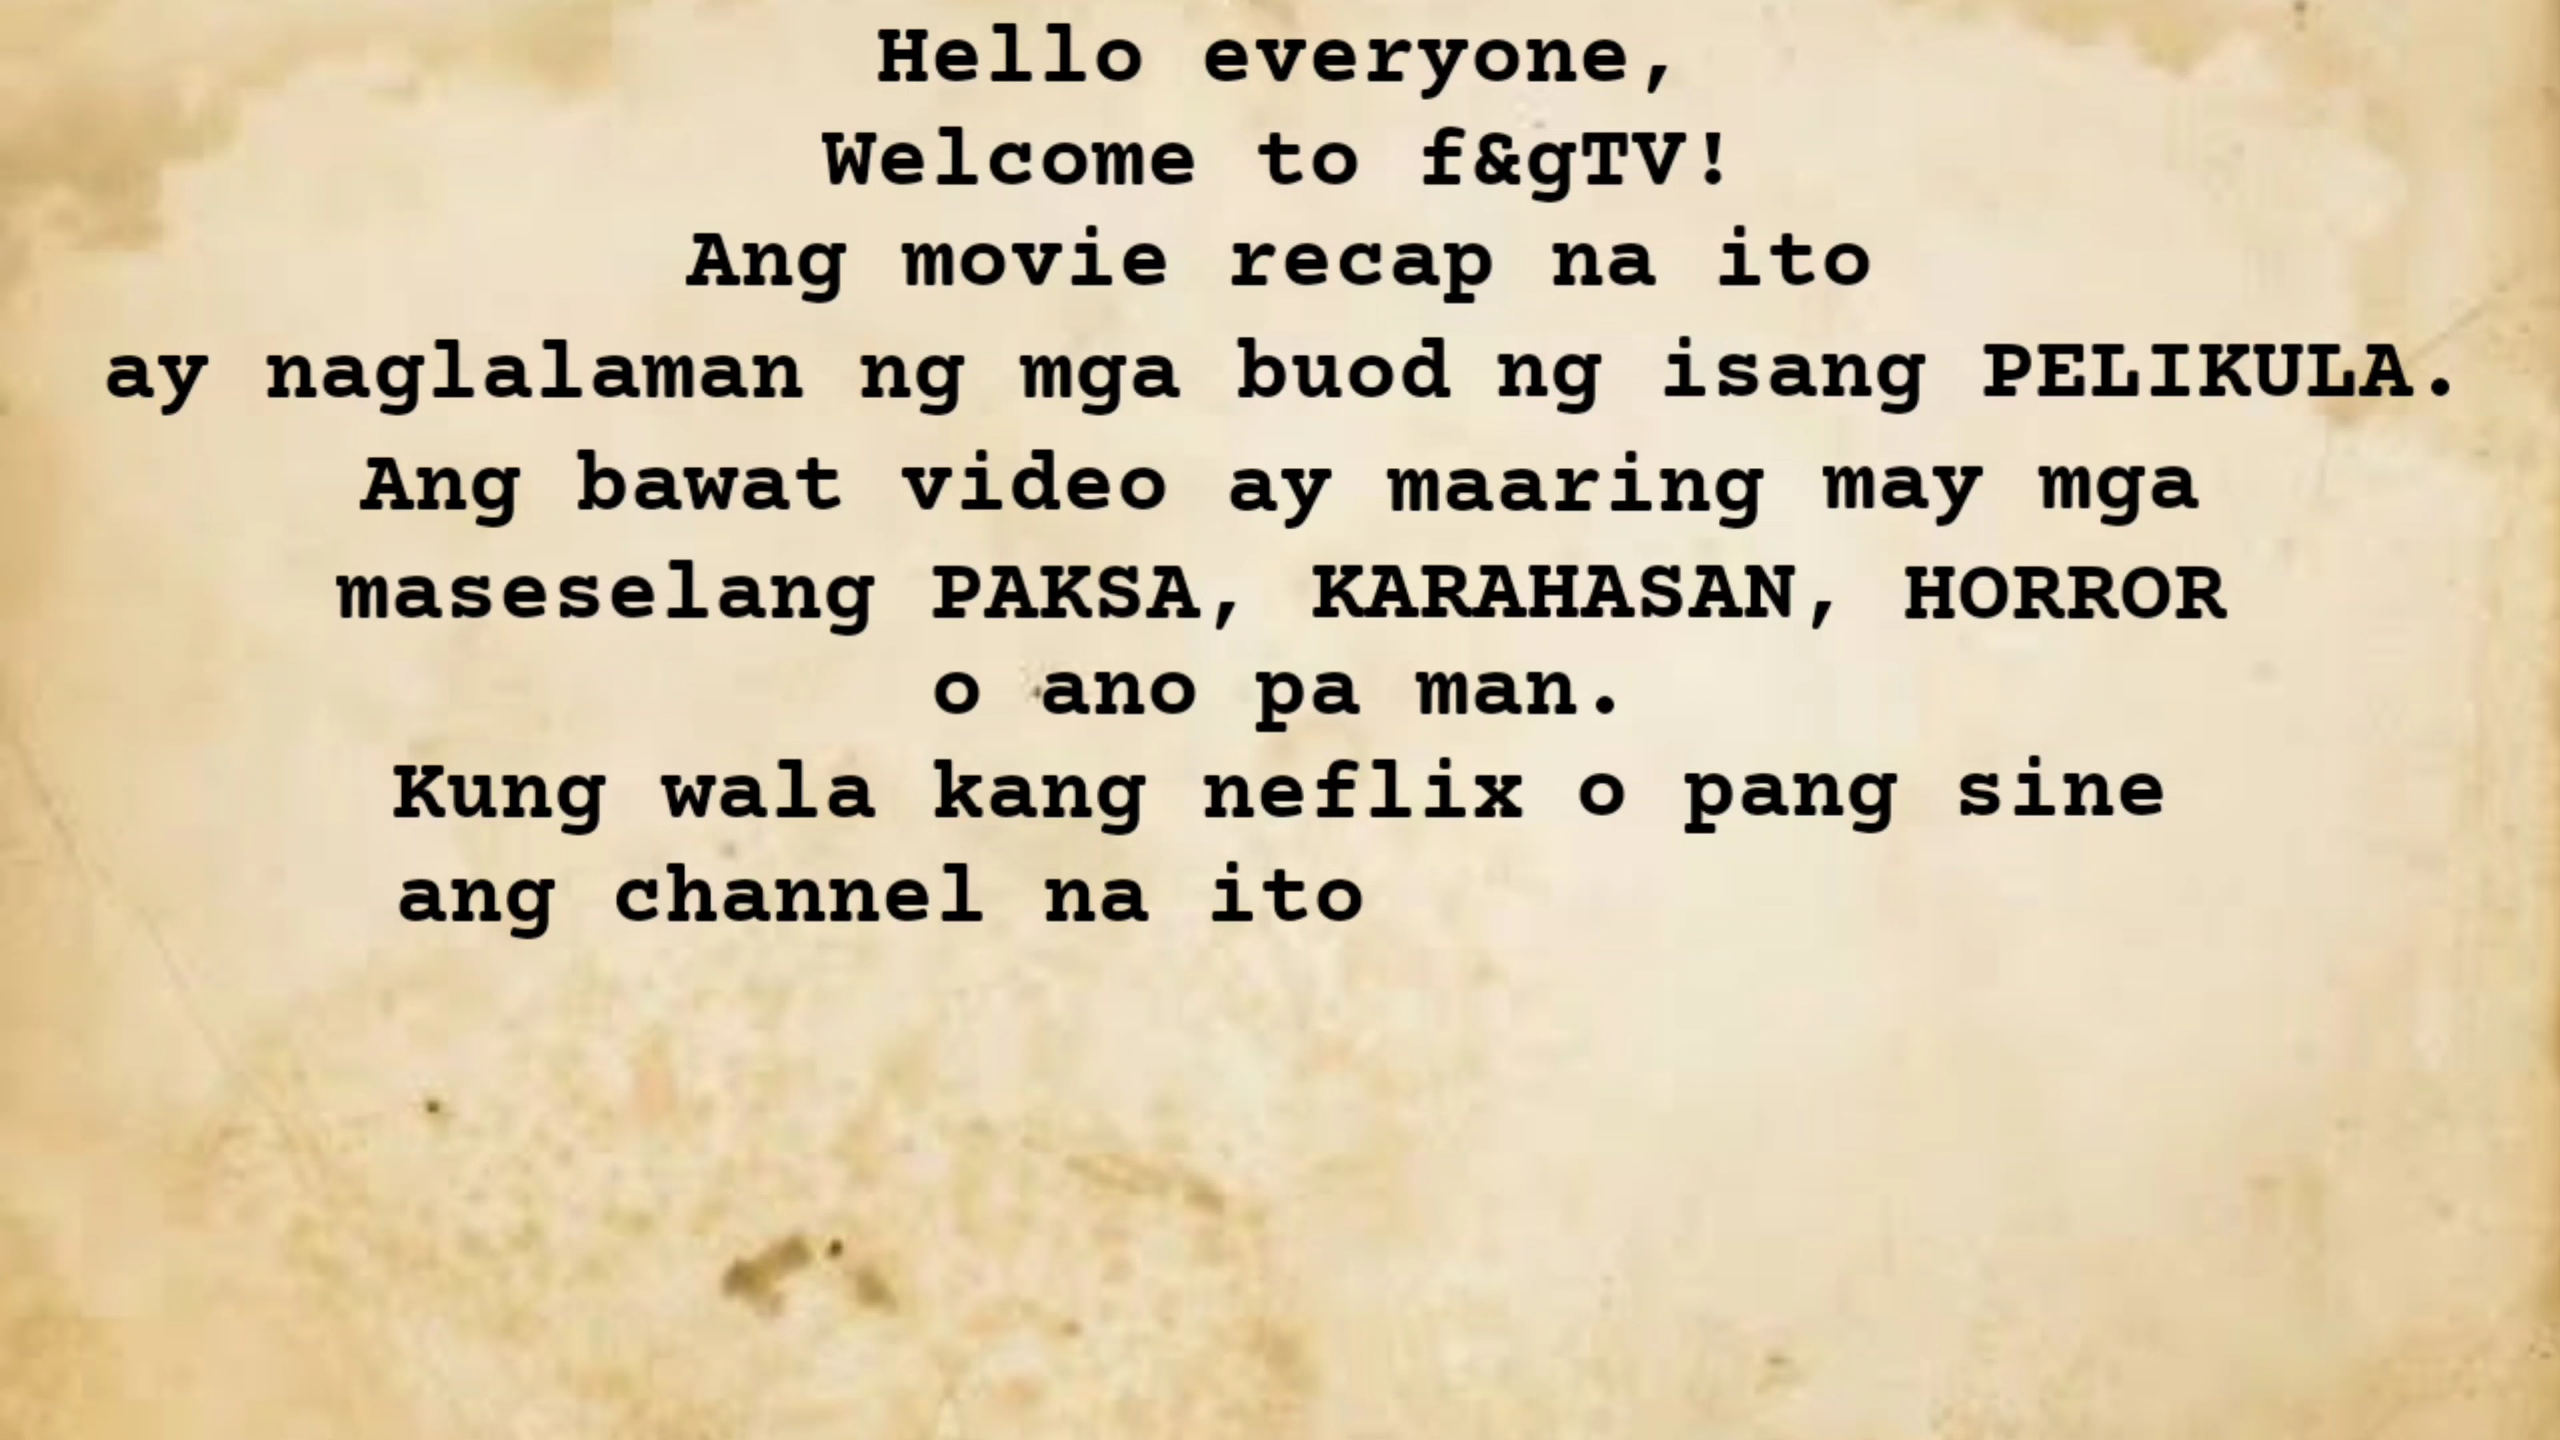 Hello everyone,
Welcome to f&gTV!
Ang movie recap na ito
ay naglalaman ng mga buod ng isang PELIKULA.
Ang bawat video ay maaring may mga
maseselang PAKSA, KARAHASAN, HORROR
o ano pa man.
Kung wala kang neflix o pang sine
ang channel na ito